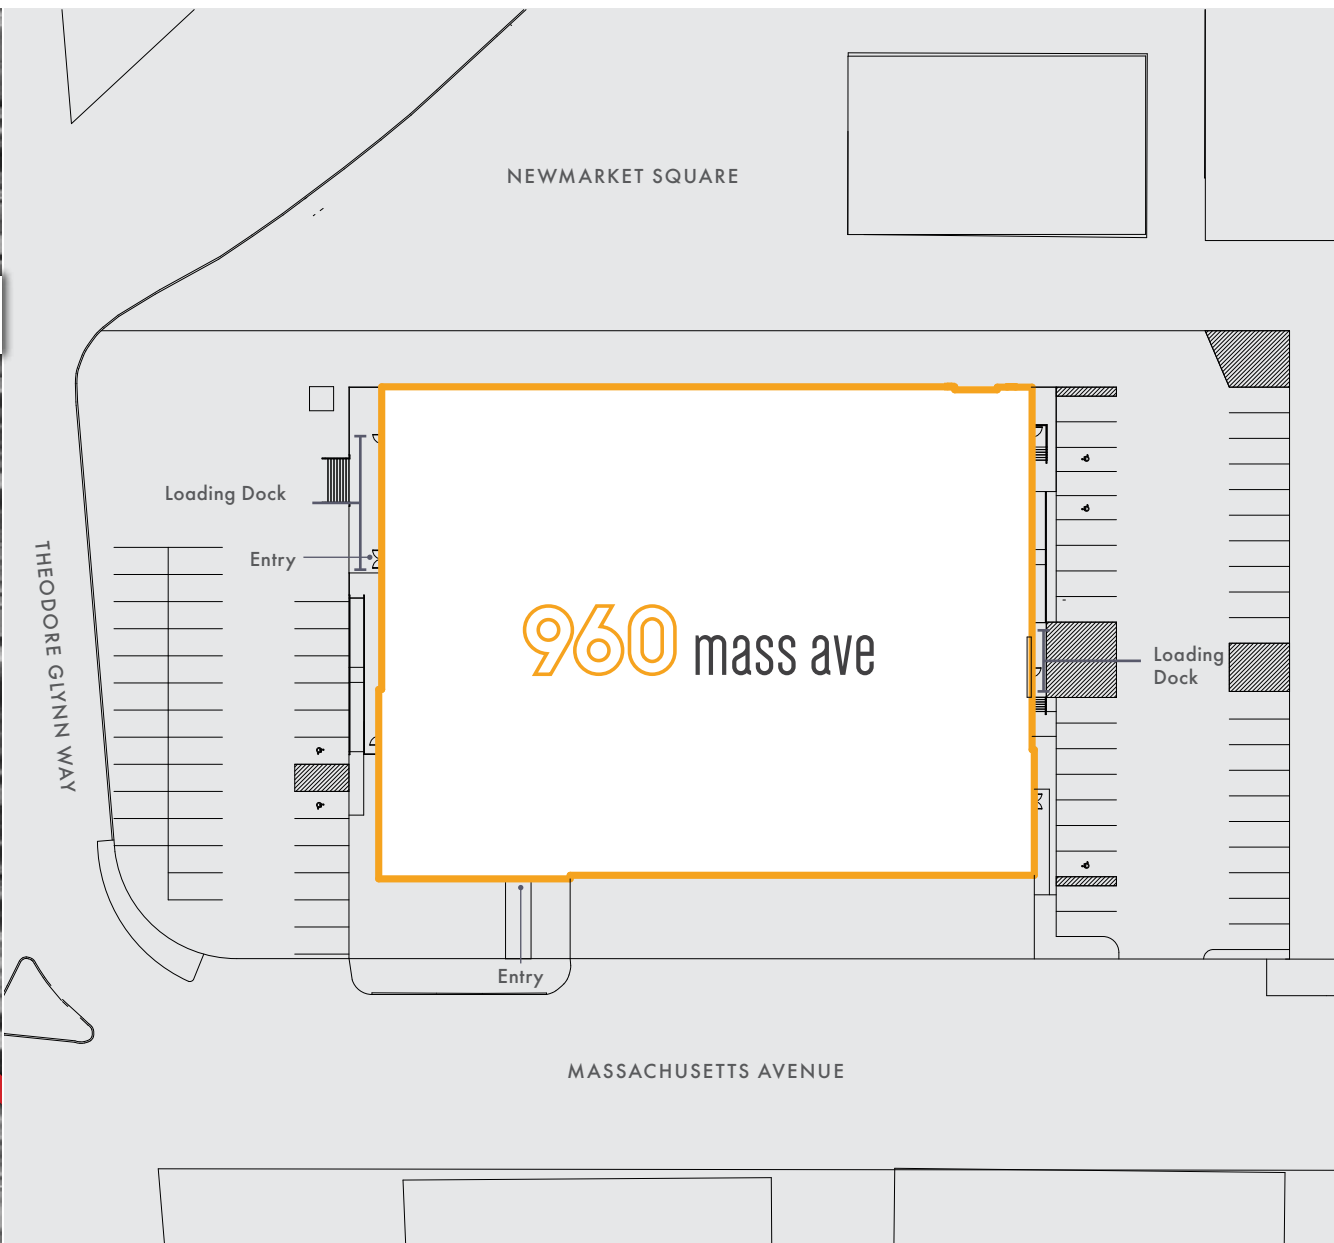 NEWMARKET SQUARE
Loading Dock
Entry
THEODORE GLYNN WAY
960 mass ave
Loading
Dock
Entry
MASSACHUSETTS AVENUE